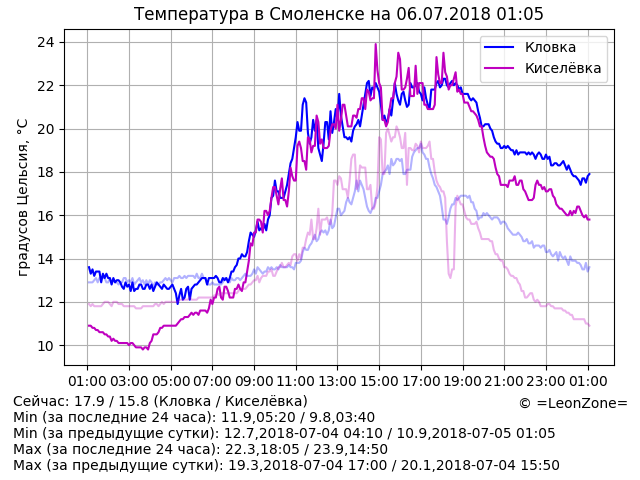 Температура в Смоленске на 06.07.2018 01:05
Кловка
Киселёвка
градусов Цельсия, °C
24
22
20
18
16
14
12
10
01:00 03:00 05:00 07:00 09:00 11:00 13:00 15:00 17:00 19:00 21:00 23:00 01:00
Сейчас: 17.9 / 15.8 (Кловка / Киселёвка)
© =LeonZone=
Min (за последние 24 часа): 11.9,05:20 / 9.8,03:40
Min (за предыдущие сутки): 12.7,2018-07-04 04:10 / 10.9,2018-07-05 01:05
Max (за последние 24 часа): 22.3,18:05 / 23.9,14:50
Max (за предыдущие сутки): 19.3,2018-07-04 17:00 / 20.1,2018-07-04 15:50